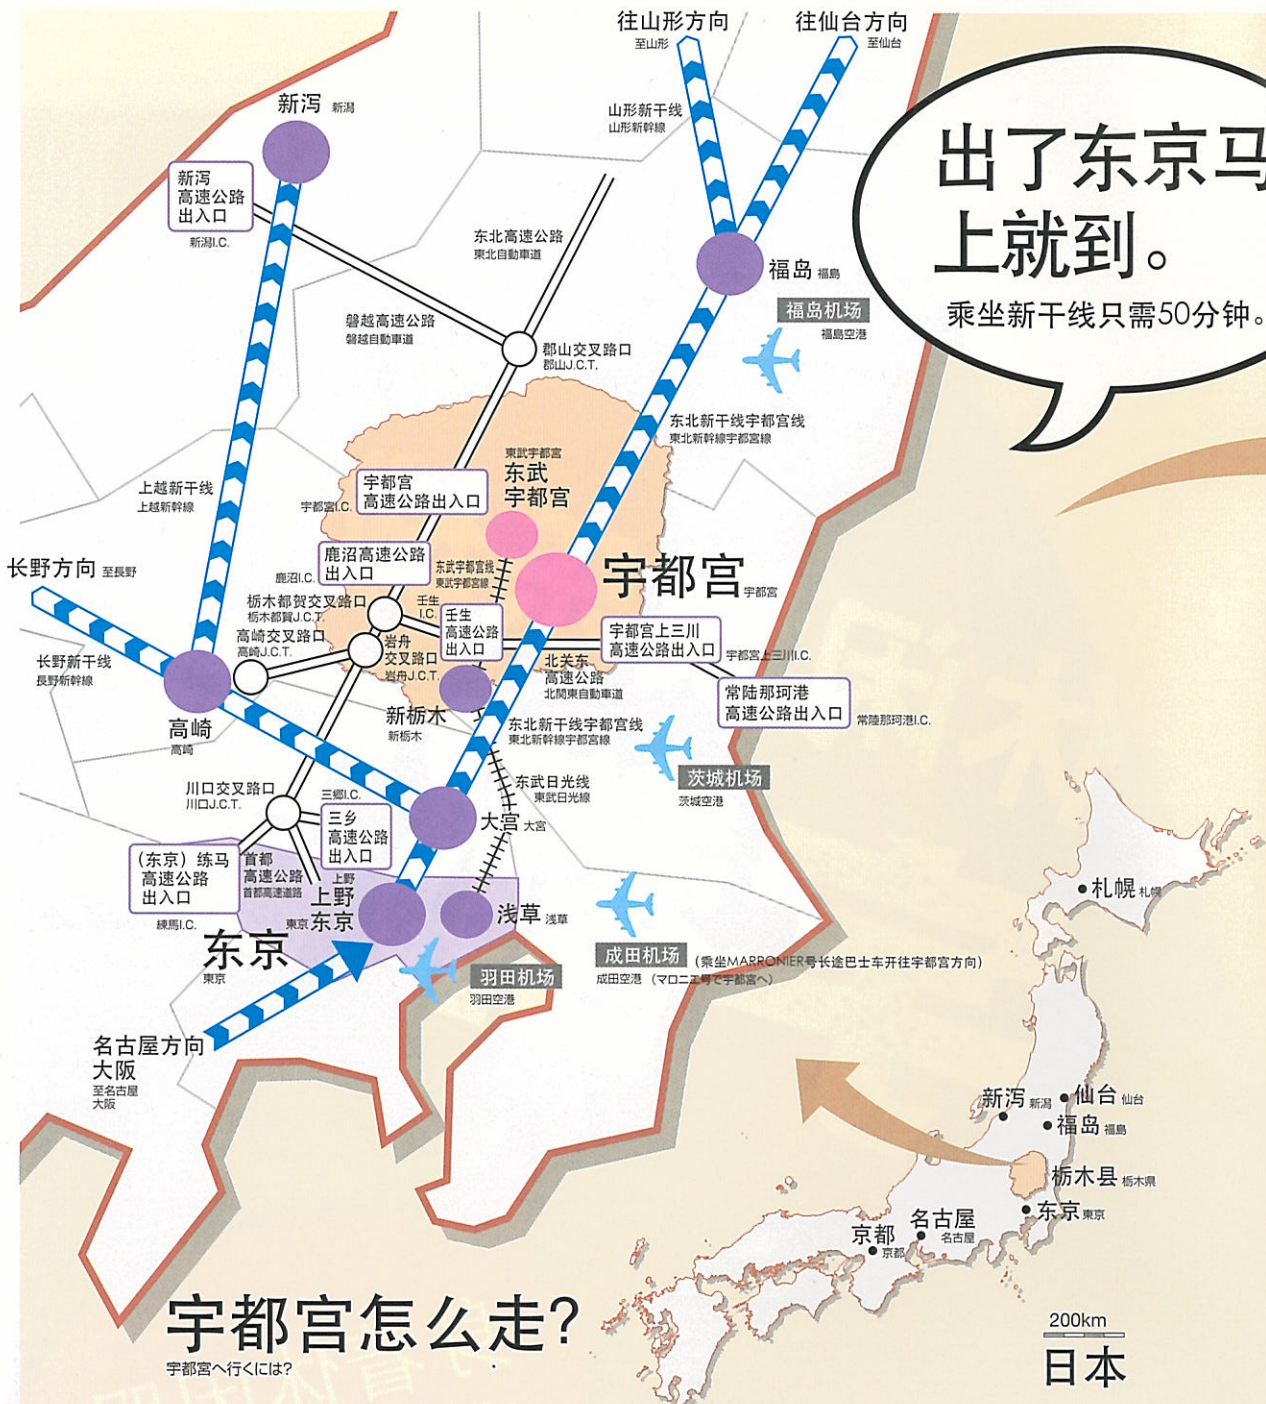 往山形方向
至山形
往仙台方向
至仙台
山形新干线
山形新幹線
新泻 新潟
出了东京马
上就到。
乘坐新干线只需50分钟。
新泻
高速公路
出入口
新潟I.C.
东北高速公路
東北自動車道
福岛 福島
福岛机场
福島空港
磐越高速公路
磐越自動車道
郡山交叉路口
郡山J.C.T.
东北新干线宇都宫线
東北新幹線宇都宮線
東武宇都宮
东武
宇都宫
宇都宫
高速公路出入口
宇都宮I.C.
上越新干线
上越新幹線
鹿沼高速公路
出入口
鹿沼I.C.
东武宇都宫线
東武宇都宮線
宇都宫 宇都宮
长野方向 至長野
栃木都贺交叉路口
栃木都賀J.C.T.
壬生
I.C.
壬生
高速公路
出入口
宇都宫上三川
高速公路出入口
宇都宮上三川I.C.
高崎交叉路口
高崎J.C.T.
岩舟
交叉路口
岩舟J.C.T.
长野新干线
長野新幹線
北关东
高速公路
北関東自動車道
常陆那珂港
高速公路出入口
常陸那珂港I.C.
高崎
高崎
新栃木
新栃木
东北新干线宇都宫线
東北新幹線宇都宮線
茨城机场
茨城空港
川口交叉路口
川口J.C.T.
三郷I.C.
三乡
高速公路
出入口
东武日光线
東武日光線
大宫 大宮
(东京)练马
高速公路
出入口
練馬I.C.
首都
高速公路
首都高速道路
上野
上野
東京 东京
浅草 浅草
东京
東京
羽田机场
羽田空港
成田机场 (乘坐MARRONIER号长途巴士车开往宇都宫方向)
成田空港 (マロニエ号で宇都宮へ)
名古屋方向
大阪
至名古屋
大阪
札幌 札幌
新泻 新潟
仙台 仙台
福岛 福島
栃木县 栃木県
东京 東京
名古屋
名古屋
京都
京都
200km
日本
宇都宫怎么走?
宇都宮へ行くには?